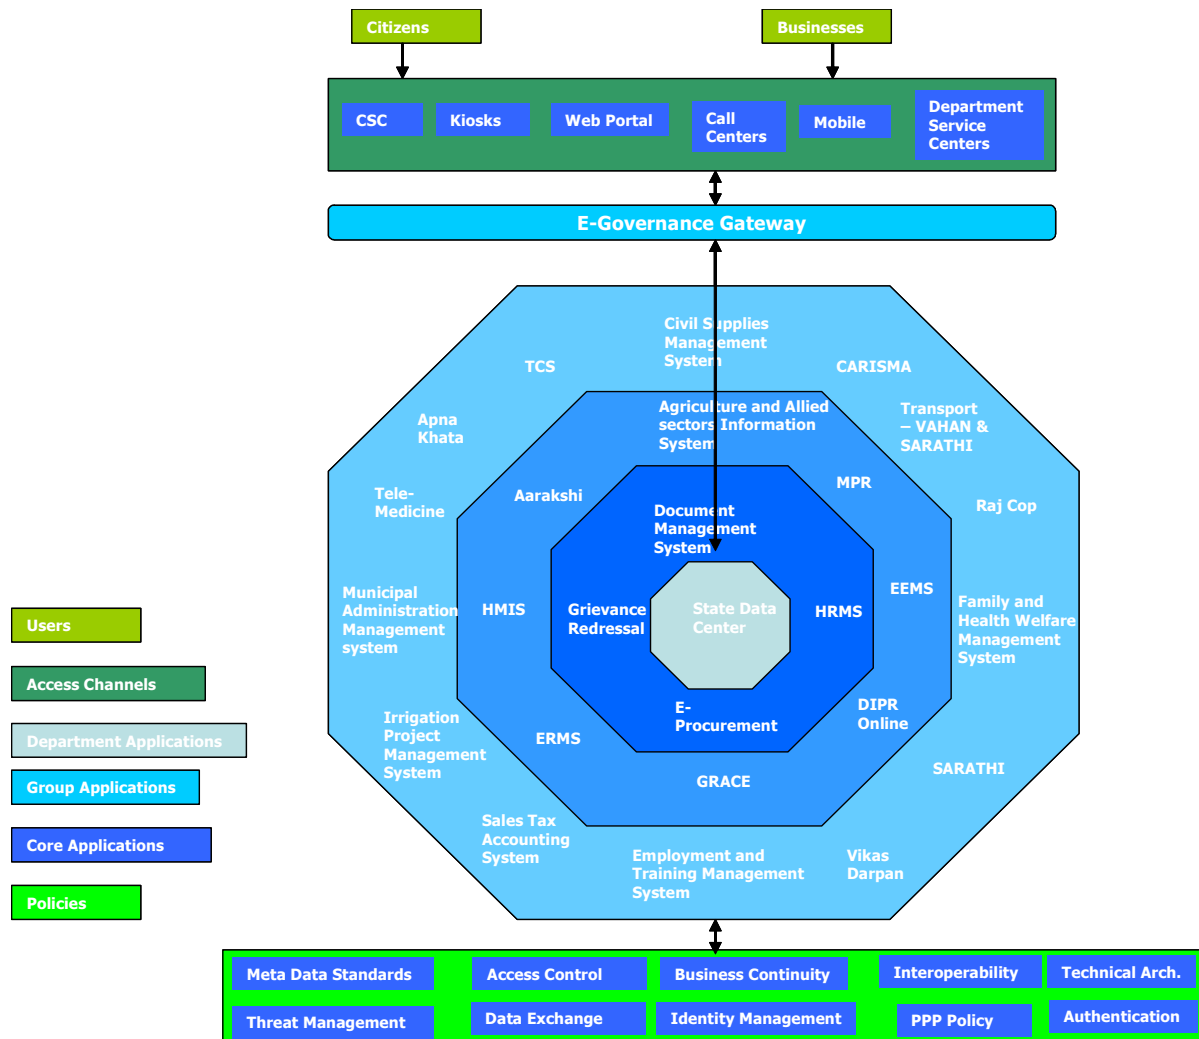 Citizens
Businesses
CSC
Kiosks
Web Portal
Call
Centers
Mobile
Department
Service
Centers
E-Governance Gateway
Civil Supplies
Management
System
TCS
CARISMA
Apna
Khata
Agriculture and Allied
sectors Information
System
Transport
– VAHAN &
SARATHI
Tele-
Medicine
Aarakshi
MPR
Raj Cop
Document
Management
System
Municipal
Administration
Management
system
HMIS
Grievance
Redressal
State Data
Center
HRMS
EEMS
Family and
Health Welfare
Management
System
Irrigation
Project
Management
System
ERMS
E-
Procurement
DIPR
Online
GRACE
SARATHI
Sales Tax
Accounting
System
Employment and
Training Management
System
Vikas
Darpan
Users
Access Channels
Department Applications
Group Applications
Core Applications
Policies
Meta Data Standards
Access Control
Business Continuity
Interoperability
Technical Arch.
Threat Management
Data Exchange
Identity Management
PPP Policy
Authentication